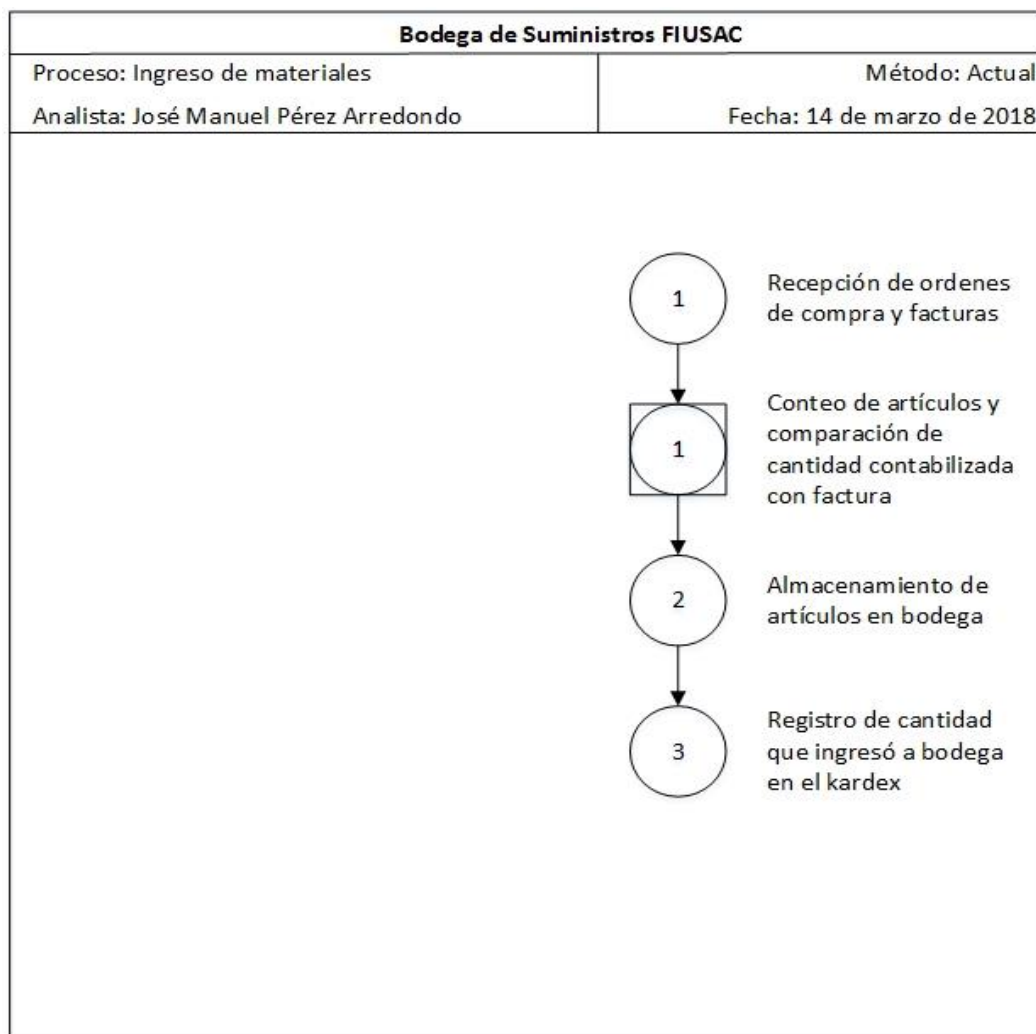 Bodega de Suministros FIUSAC
Proceso: Ingreso de materiales
Método: Actual
Analista: José Manuel Pérez Arredondo
Fecha: 14 de marzo de 2018
1
Recepción de ordenes
de compra y facturas
1
Conteo de artículos y
comparación de
cantidad contabilizada
con factura
2
Almacenamiento de
artículos en bodega
3
Registro de cantidad
que ingresó a bodega
en el kardex